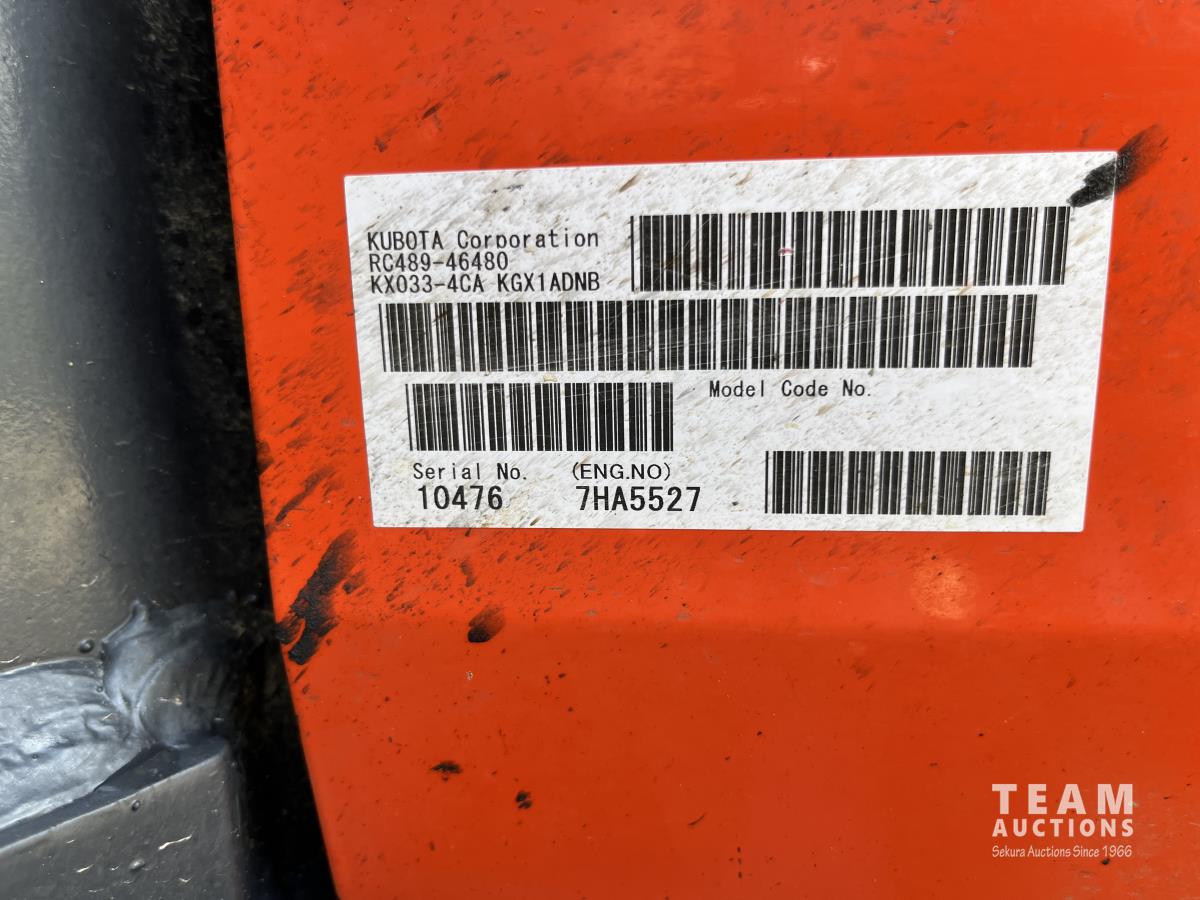 KUBOTA Corporation
RC489-46480
KX033-4CA KGX1ADNB
Model Code No.
Serial No. (ENG.NO)
10476 7HA5527
TEAM
AUCTIONS
Sekura Auctions Since 1966